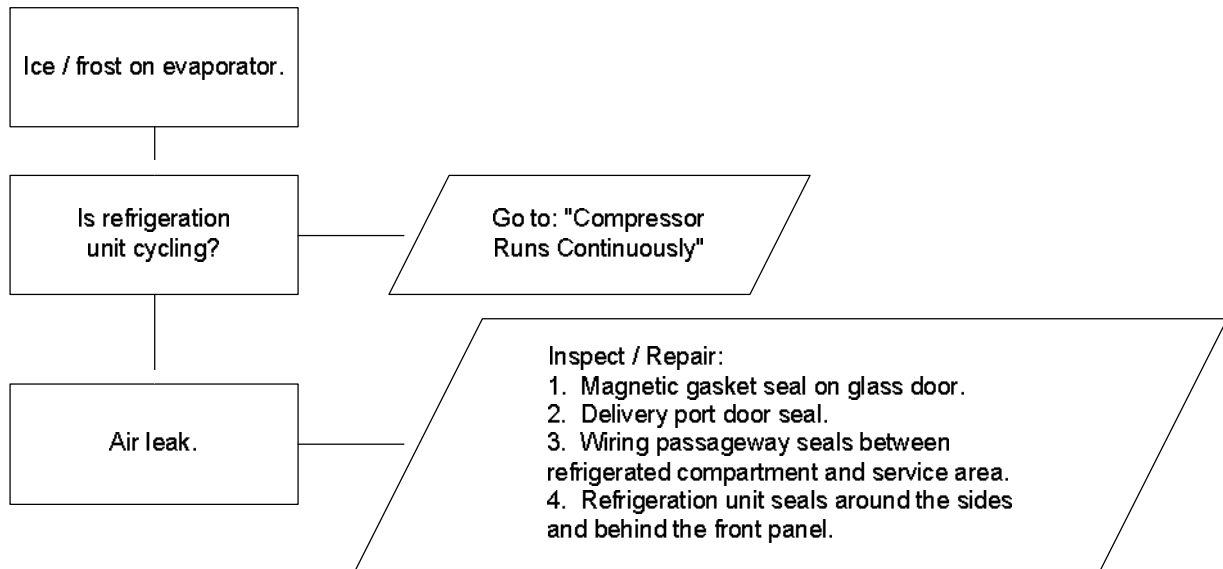 Ice / frost on evaporator.
Is refrigeration
unit cycling?
Go to: "Compressor
Runs Continuously"
Air leak.
Inspect / Repair:
1.  Magnetic gasket seal on glass door.
2.  Delivery port door seal.
3.  Wiring passageway seals between
refrigerated compartment and service area.
4.  Refrigeration unit seals around the sides
and behind the front panel.